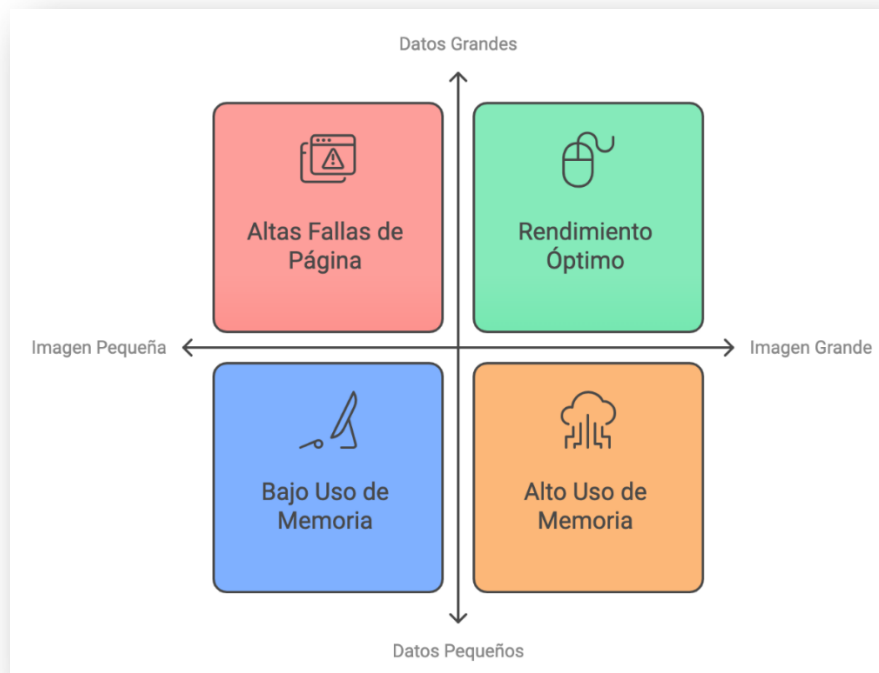 Datos Grandes
Altas Fallas de
Página
Rendimiento
Óptimo
Imagen Pequeña
Imagen Grande
Bajo Uso de
Memoria
Alto Uso de
Memoria
Datos Pequeños